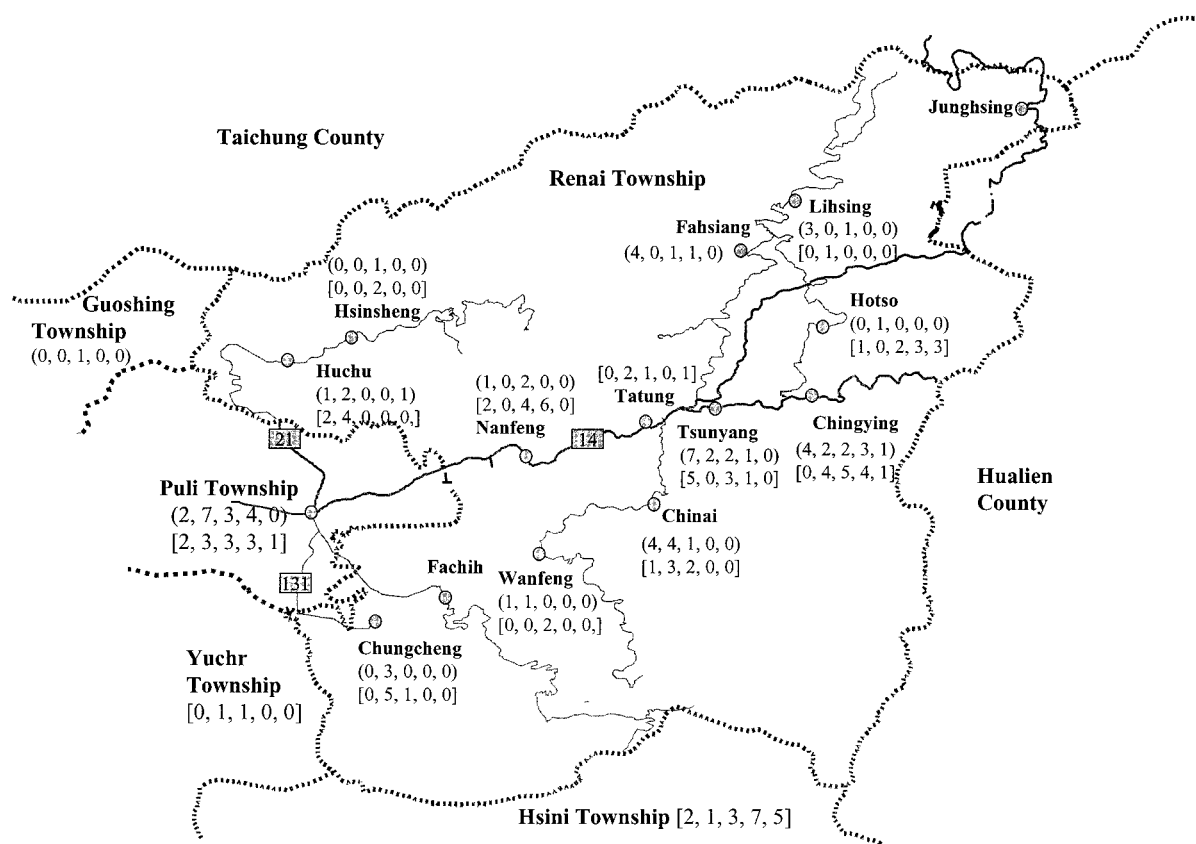 Junghsing
Taichung County
Renai Township
Lihsing
(3, 0, 1, 0, 0)
[0, 1, 0, 0, 0]
Fahsiang
(4, 0, 1, 1, 0)
(0, 0, 1, 0, 0)
[0, 0, 2, 0, 0]
Hsinsheng
Guoshing
Township
(0, 0, 1, 0, 0)
Hotso
(0, 1, 0, 0, 0)
[1, 0, 2, 3, 3]
Huchu
(1, 2, 0, 0, 1)
[2, 4, 0, 0, 0,]
(1, 0, 2, 0, 0)
[2, 0, 4, 6, 0]
Nanfeng
[0, 2, 1, 0, 1]
Tatung
21
14
Tsunyang
(7, 2, 2, 1, 0)
[5, 0, 3, 1, 0]
Chingying
(4, 2, 2, 3, 1)
[0, 4, 5, 4, 1]
Hualien
County
Puli Township
(2, 7, 3, 4, 0)
[2, 3, 3, 3, 1]
Chinai
(4, 4, 1, 0, 0)
[1, 3, 2, 0, 0]
131
Fachih
Wanfeng
(1, 1, 0, 0, 0)
[0, 0, 2, 0, 0,]
Chungcheng
(0, 3, 0, 0, 0)
[0, 5, 1, 0, 0]
Yuchr
Township
[0, 1, 1, 0, 0]
Hsini Township [2, 1, 3, 7, 5]